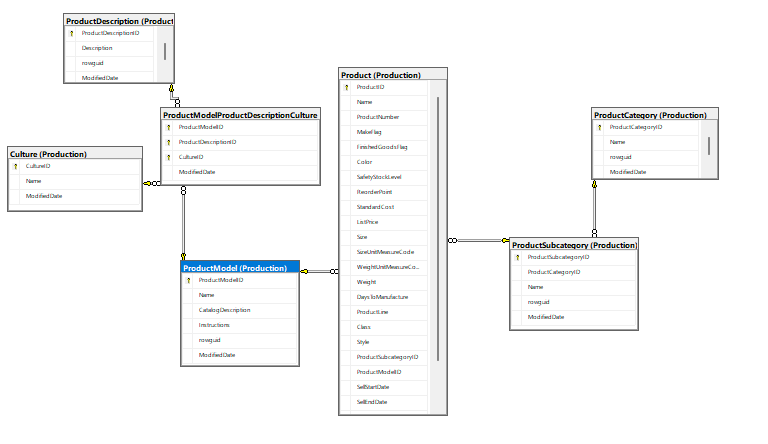 ProductDescription (Product
ProductDescriptionID
Description
rowguid
ModifiedDate
ProductModelProductDescriptionCulture
ProductModelID
ProductDescriptionID
CultureID
ModifiedDate
Culture (Production)
CultureID
Name
ModifiedDate
ProductModel (Production)
ProductModelID
Name
CatalogDescription
Instructions
rowguid
ModifiedDate
Product (Production)
ProductID
Name
ProductNumber
MakeFlag
FinishedGoodsFlag
Color
SafetyStockLevel
ReorderPoint
StandardCost
ListPrice
Size
SizeUnitMeasureCode
WeightUnitMeasureCo...
Weight
DaysToManufacture
ProductLine
Class
Style
ProductSubcategoryID
ProductModelID
SellStartDate
SellEndDate
ProductCategory (Production)
ProductCategoryID
Name
rowguid
ModifiedDate
ProductSubcategory (Production)
ProductSubcategoryID
ProductCategoryID
Name
rowguid
ModifiedDate